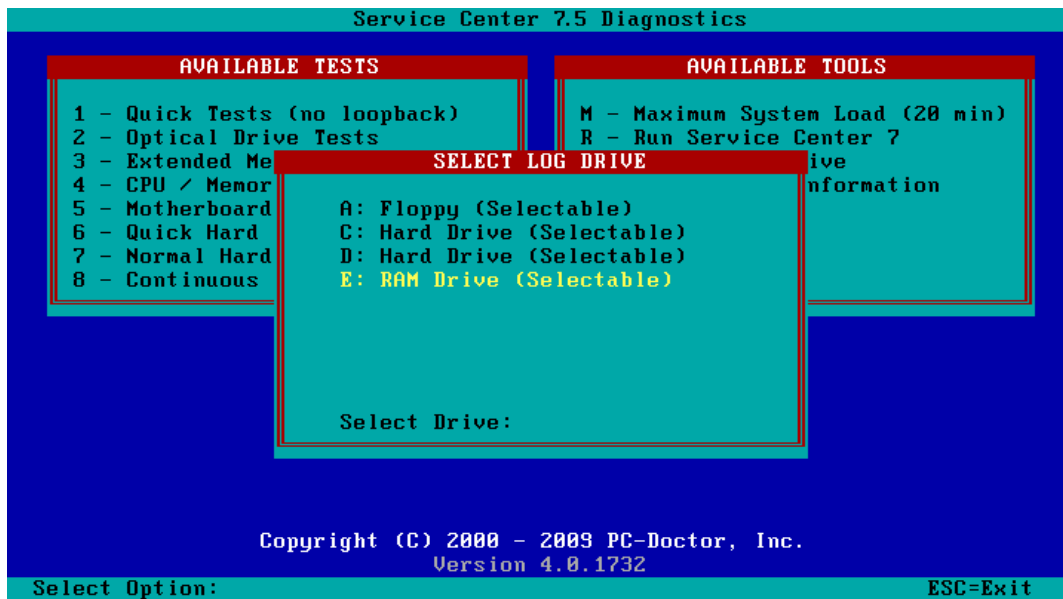 Service Center 7.5 Diagnostics
AVAILABLE TESTS
1 - Quick Tests (no loopback)
2 - Optical Drive Tests
3 - Extended Me
4 - CPU / Memor
5 - Motherboard
6 - Quick Hard
7 - Normal Hard
8 - Continuous
AVAILABLE TOOLS
M - Maximum System Load (20 min)
R - Run Service Center 7
ive
nformation
SELECT LOG DRIVE
A: Floppy (Selectable)
C: Hard Drive (Selectable)
D: Hard Drive (Selectable)
E: RAM Drive (Selectable)
Select Drive:
Copyright (C) 2000 - 2009 PC-Doctor, Inc.
Version 4.0.1732
Select Option: ESC=Exit